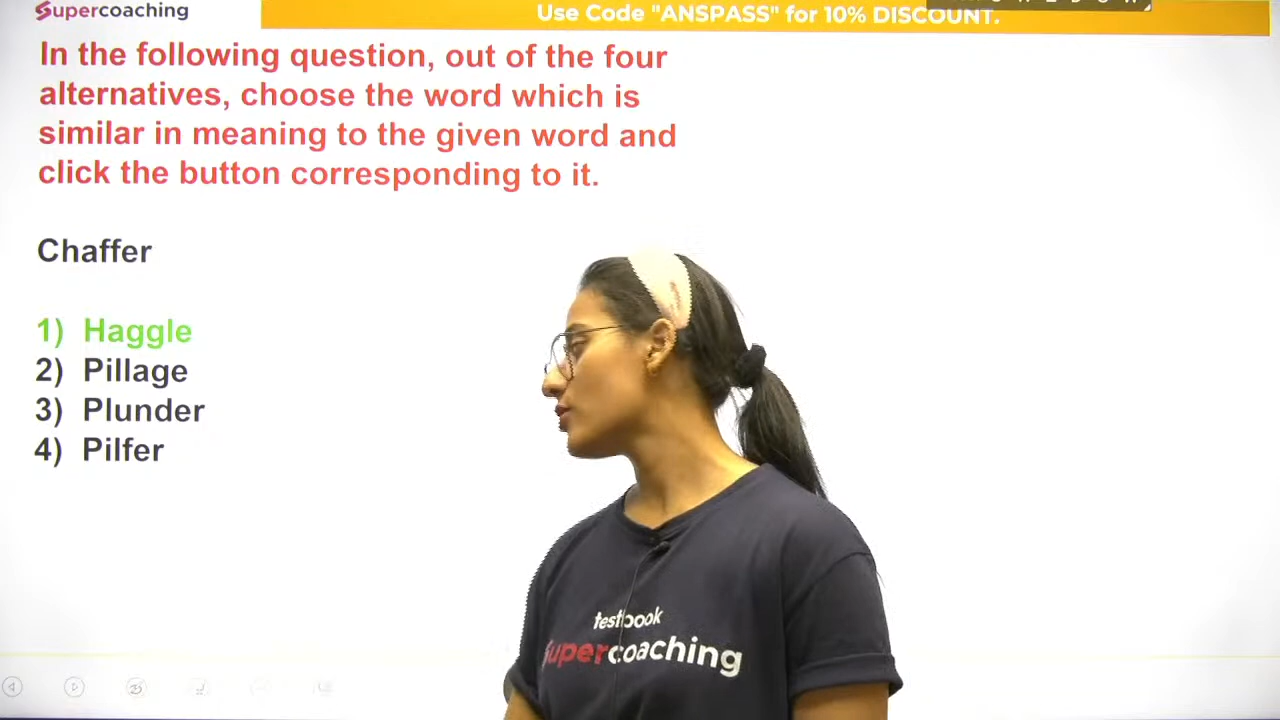 Supercoaching
Use Code "ANSPASS" for 10% DISCOUNT.
In the following question, out of the four
alternatives, choose the word which is
similar in meaning to the given word and
click the button corresponding to it.
Chaffer
1) Haggle
2) Pillage
3) Plunder
4) Pilfer
testbook
Supercoaching